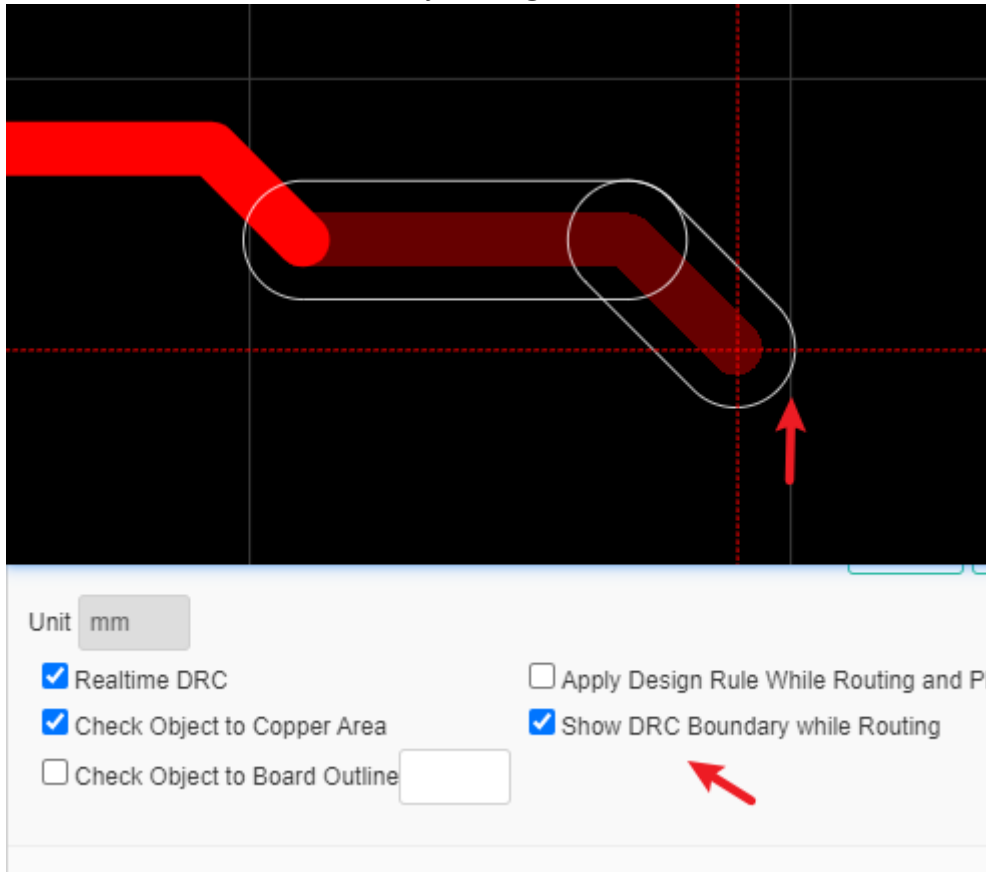 Unit mm
Realtime DRC
Apply Design Rule While Routing and
Check Object to Copper Area
Show DRC Boundary while Routing
Check Object to Board Outline